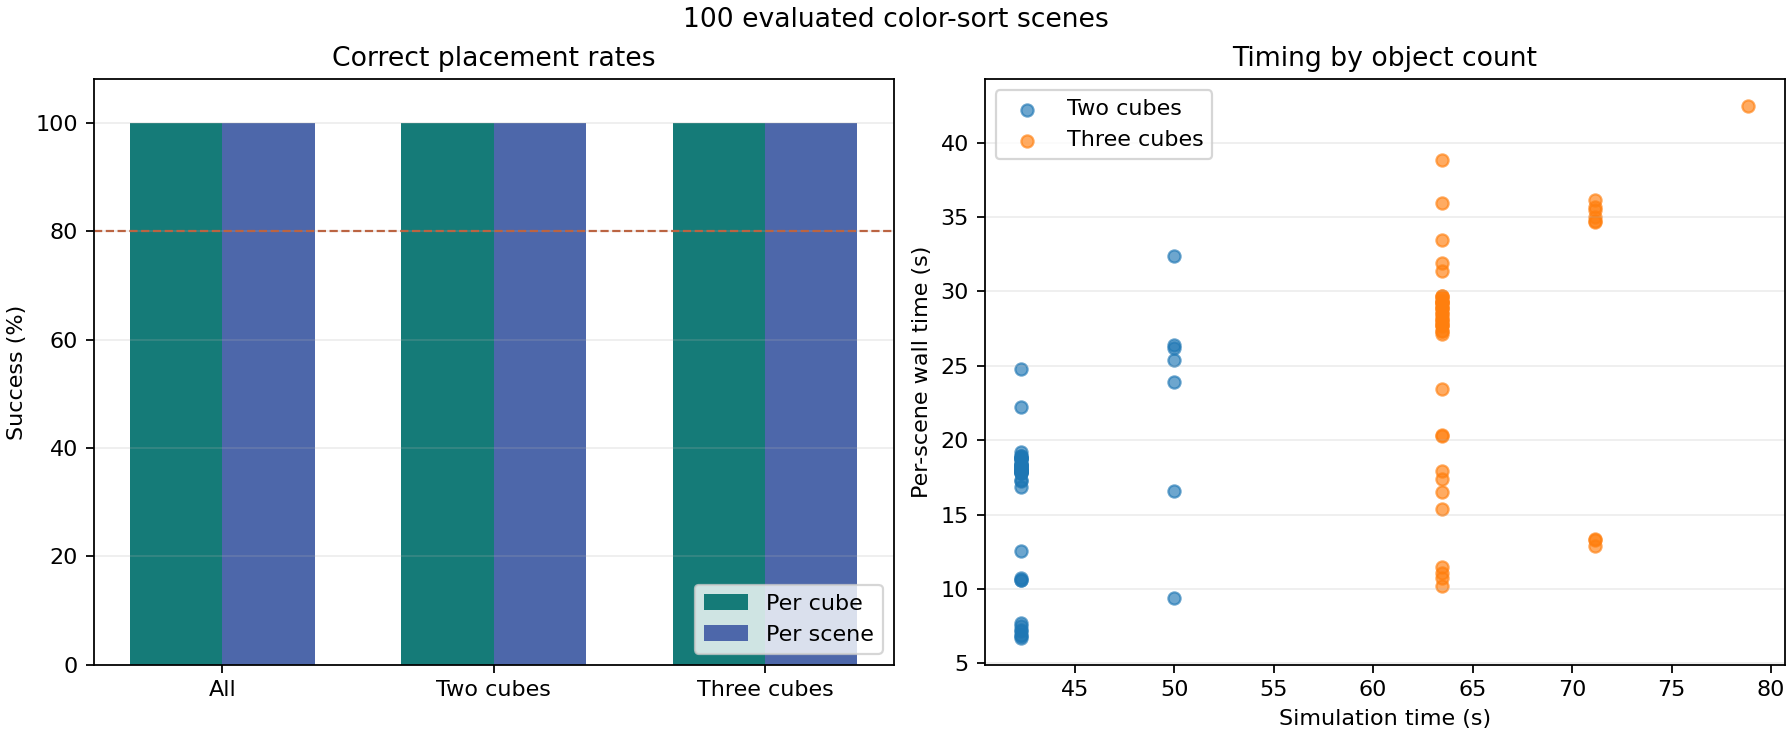 100 evaluated color-sort scenes
Correct placement rates
Success (%)
100
80
60
40
20
0
All
Two cubes
Three cubes
Per cube
Per scene
Timing by object count
Two cubes
Three cubes
Per-scene wall time (s)
40
35
30
25
20
15
10
5
45
50
55
60
65
70
75
80
Simulation time (s)